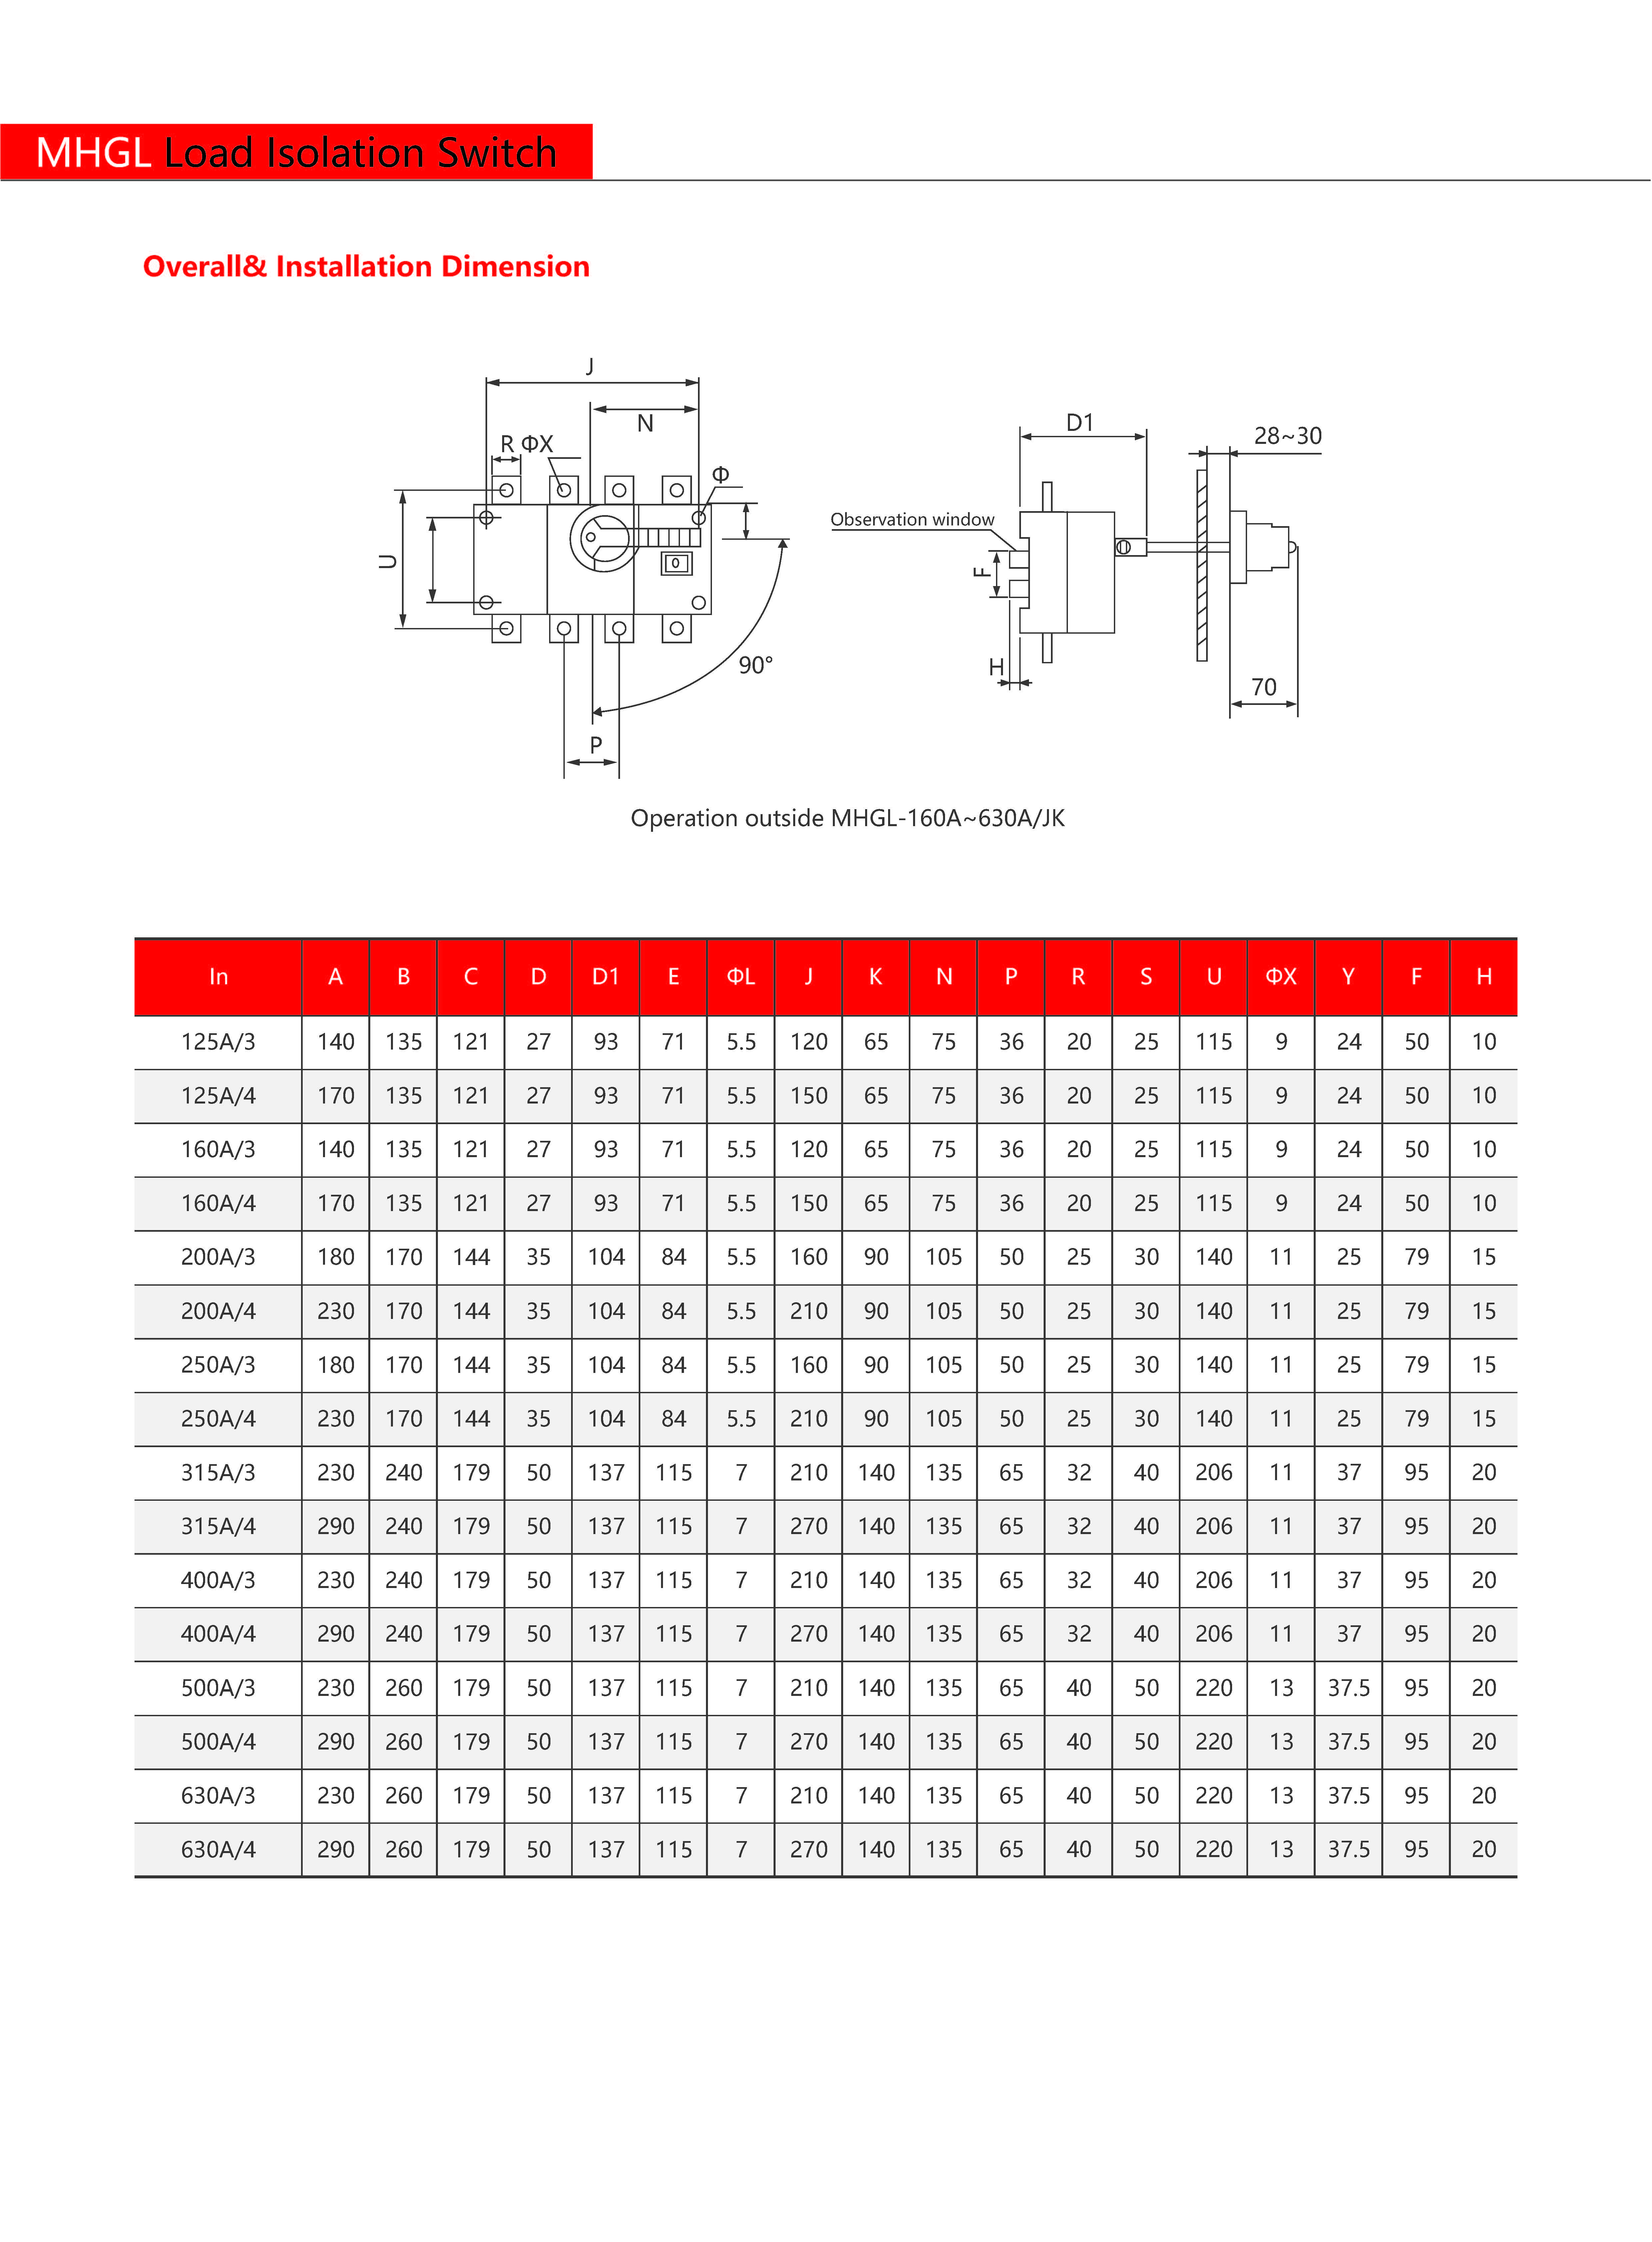 MHGL Load Isolation Switch
Overall& Installation Dimension
J
N
R ΦX
Φ
U
90°
P
D1
28~30
Observation window
F
H
70
Operation outside MHGL-160A~630A/JK
In A B C D D1 E ΦL J K N P R S U ΦX Y F H
125A/3 140 135 121 27 93 71 5.5 120 65 75 36 20 25 115 9 24 50 10
125A/4 170 135 121 27 93 71 5.5 150 65 75 36 20 25 115 9 24 50 10
160A/3 140 135 121 27 93 71 5.5 120 65 75 36 20 25 115 9 24 50 10
160A/4 170 135 121 27 93 71 5.5 150 65 75 36 20 25 115 9 24 50 10
200A/3 180 170 144 35 104 84 5.5 160 90 105 50 25 30 140 11 25 79 15
200A/4 230 170 144 35 104 84 5.5 210 90 105 50 25 30 140 11 25 79 15
250A/3 180 170 144 35 104 84 5.5 160 90 105 50 25 30 140 11 25 79 15
250A/4 230 170 144 35 104 84 5.5 210 90 105 50 25 30 140 11 25 79 15
315A/3 230 240 179 50 137 115 7 210 140 135 65 32 40 206 11 37 95 20
315A/4 290 240 179 50 137 115 7 270 140 135 65 32 40 206 11 37 95 20
400A/3 230 240 179 50 137 115 7 210 140 135 65 32 40 206 11 37 95 20
400A/4 290 240 179 50 137 115 7 270 140 135 65 32 40 206 11 37 95 20
500A/3 230 260 179 50 137 115 7 210 140 135 65 40 50 220 13 37.5 95 20
500A/4 290 260 179 50 137 115 7 270 140 135 65 40 50 220 13 37.5 95 20
630A/3 230 260 179 50 137 115 7 210 140 135 65 40 50 220 13 37.5 95 20
630A/4 290 260 179 50 137 115 7 270 140 135 65 40 50 220 13 37.5 95 20